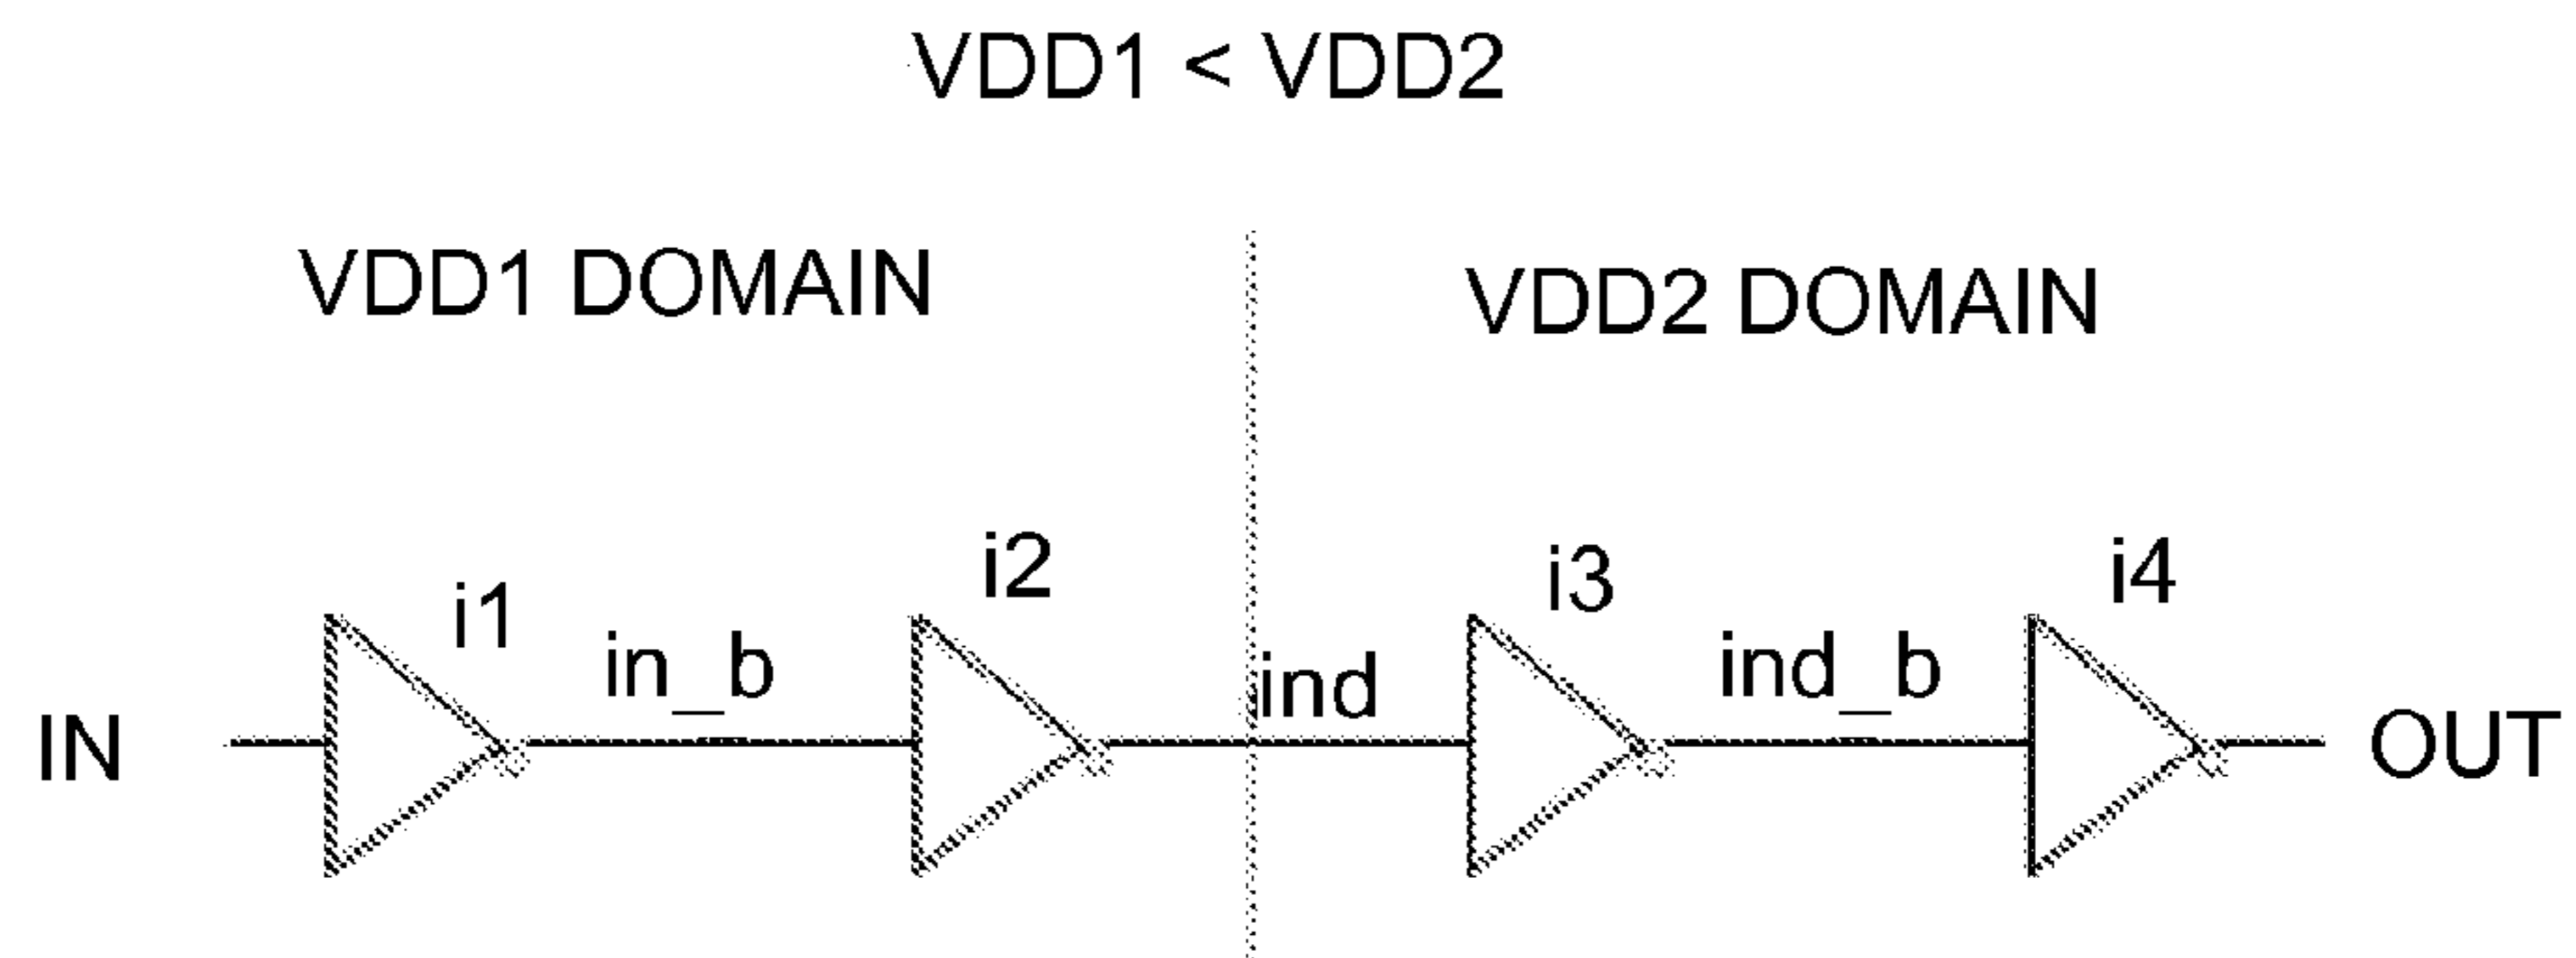 VDD1 < VDD2
VDD1 DOMAIN
VDD2 DOMAIN
i1
i2
i3
i4
in_b
ind
ind_b
IN
OUT